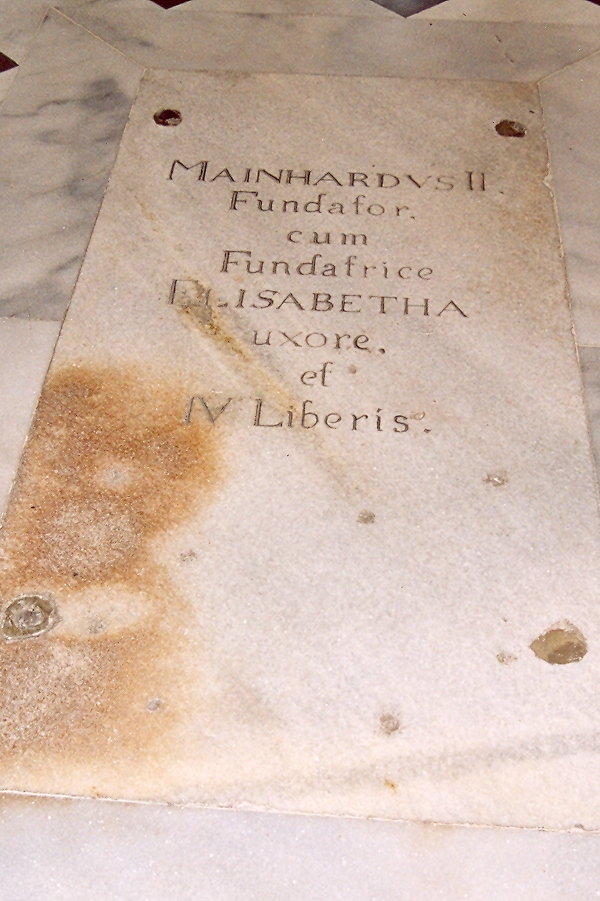 MAINHARDVS II.
Fundator.
cum
Fundatrice
ELISABETHA
uxore.
et
IV Liberis.